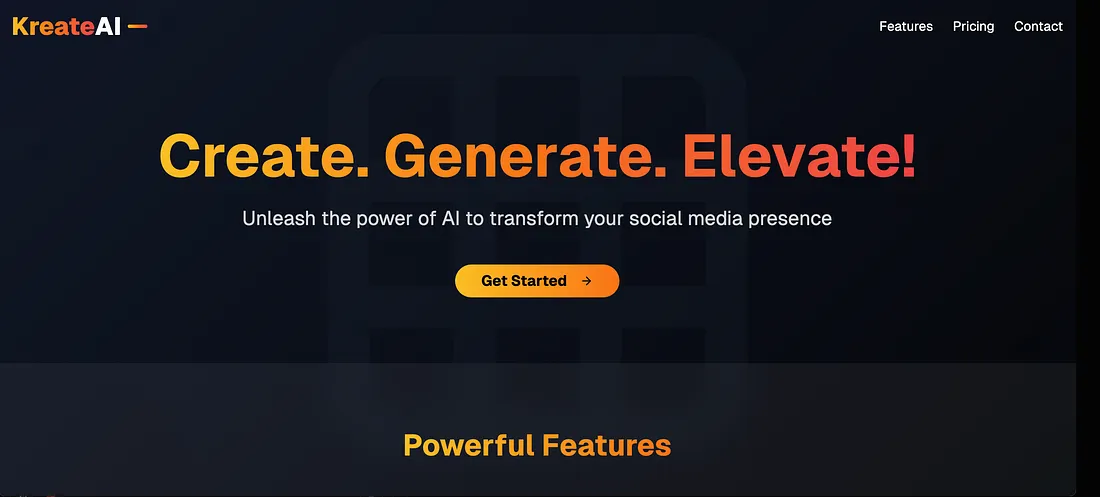 KreateAI
Features Pricing Contact
Create. Generate. Elevate!
Unleash the power of AI to transform your social media presence
Get Started →
Powerful Features